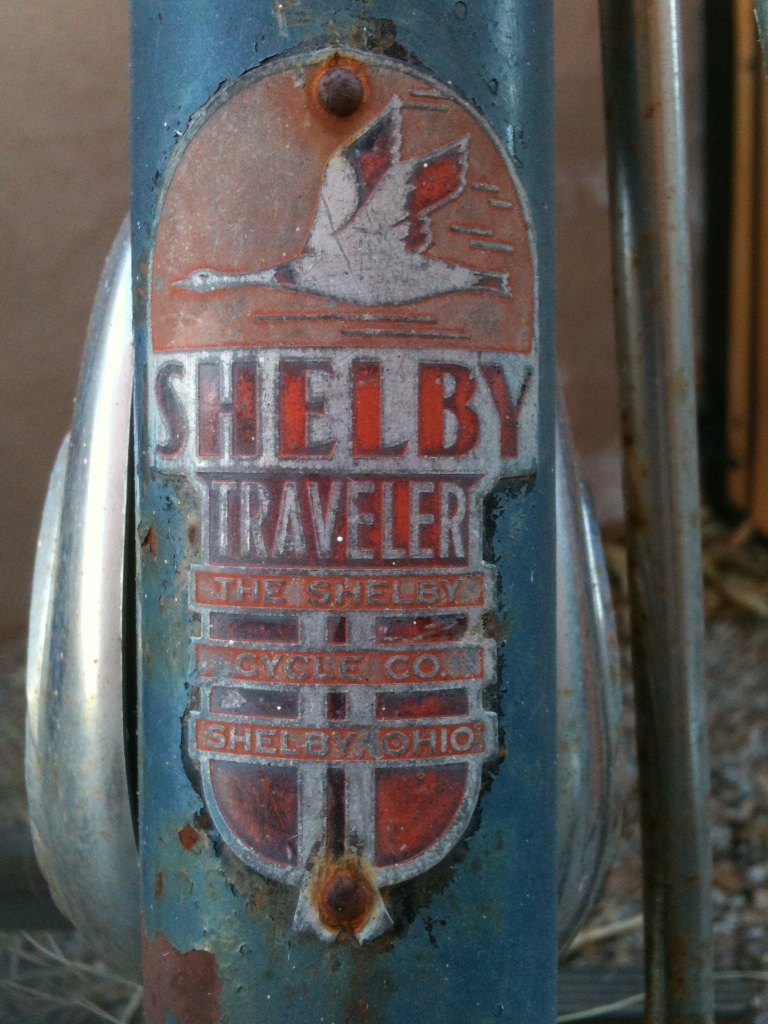 SHELBY
TRAVELER
THE SHELBY
CYCLE CO.
SHELBY, OHIO